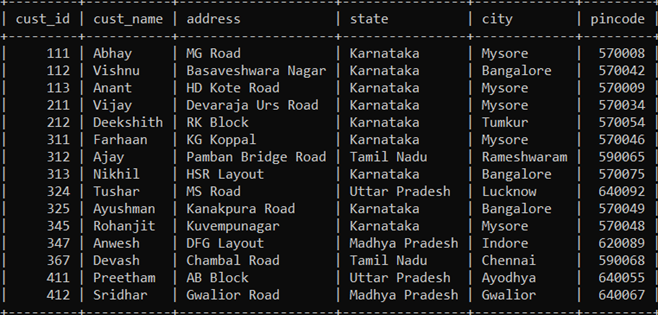 | cust_id | cust_name | address | state | city | pincode |
| 111 | Abhay | MG Road | Karnataka | Mysore | 570008 |
| 112 | Vishnu | Basaveshwara Nagar | Karnataka | Bangalore | 570042 |
| 113 | Anant | HD Kote Road | Karnataka | Mysore | 570009 |
| 211 | Vijay | Devaraja Urs Road | Karnataka | Mysore | 570034 |
| 212 | Deekshith | RK Block | Karnataka | Tumkur | 570054 |
| 311 | Farhaan | KG Koppal | Karnataka | Mysore | 570046 |
| 312 | Ajay | Pamban Bridge Road | Tamil Nadu | Rameshwaram | 590065 |
| 313 | Nikhil | HSR Layout | Karnataka | Bangalore | 570075 |
| 324 | Tushar | MS Road | Uttar Pradesh | Lucknow | 640092 |
| 325 | Ayushman | Kanakpura Road | Karnataka | Bangalore | 570049 |
| 345 | Rohanjit | Kuvempunagar | Karnataka | Mysore | 570048 |
| 347 | Anwesh | DFG Layout | Madhya Pradesh | Indore | 620089 |
| 367 | Devash | Chambal Road | Tamil Nadu | Chennai | 590068 |
| 411 | Preetham | AB Block | Uttar Pradesh | Ayodhya | 640055 |
| 412 | Sridhar | Gwalior Road | Madhya Pradesh | Gwalior | 640067 |